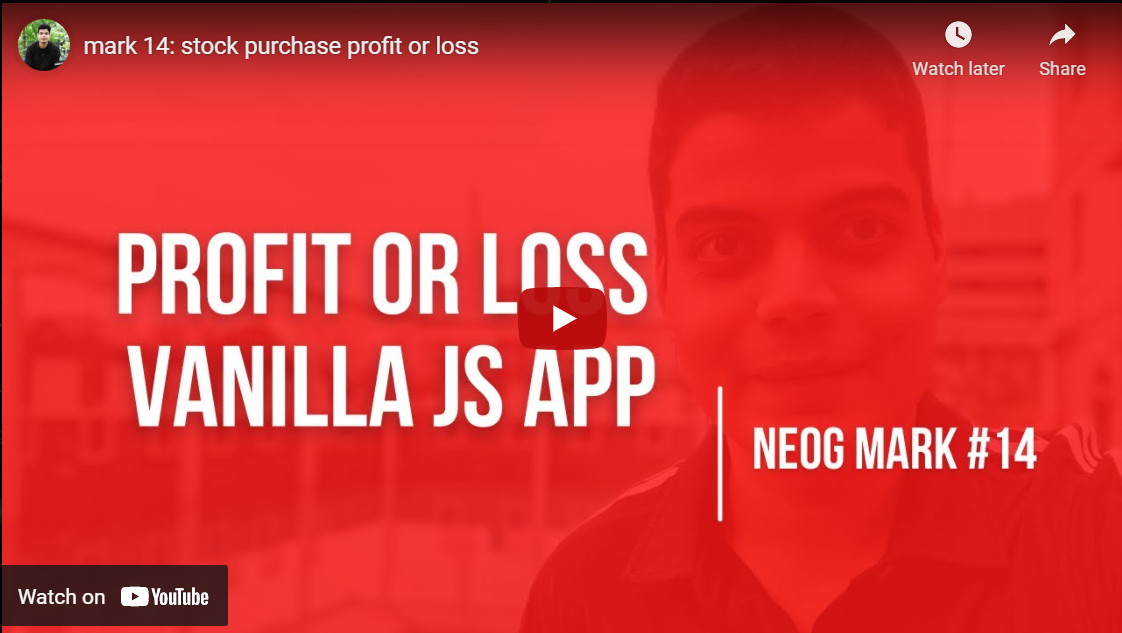 mark 14: stock purchase profit or loss
Watch later
Share
PROFIT OR LOSS
VANILLA JS APP
NEOG MARK #14
Watch on YouTube